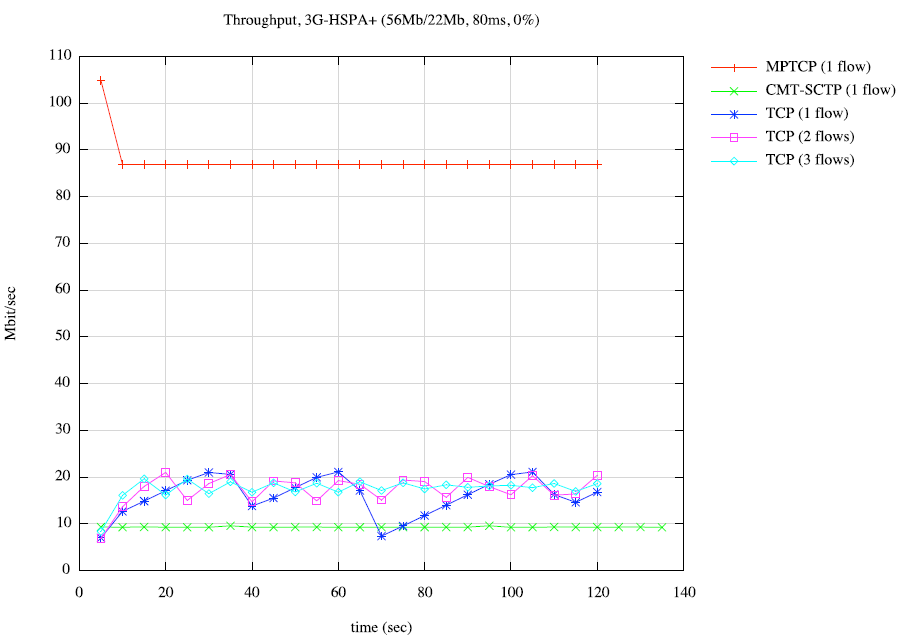 Throughput, 3G-HSPA+ (56Mb/22Mb, 80ms, 0%)
110
100
90
80
70
60
50
40
30
20
10
0
Mbit/sec
0 20 40 60 80 100 120 140
time (sec)
MPTCP (1 flow)
CMT-SCTP (1 flow)
TCP (1 flow)
TCP (2 flows)
TCP (3 flows)